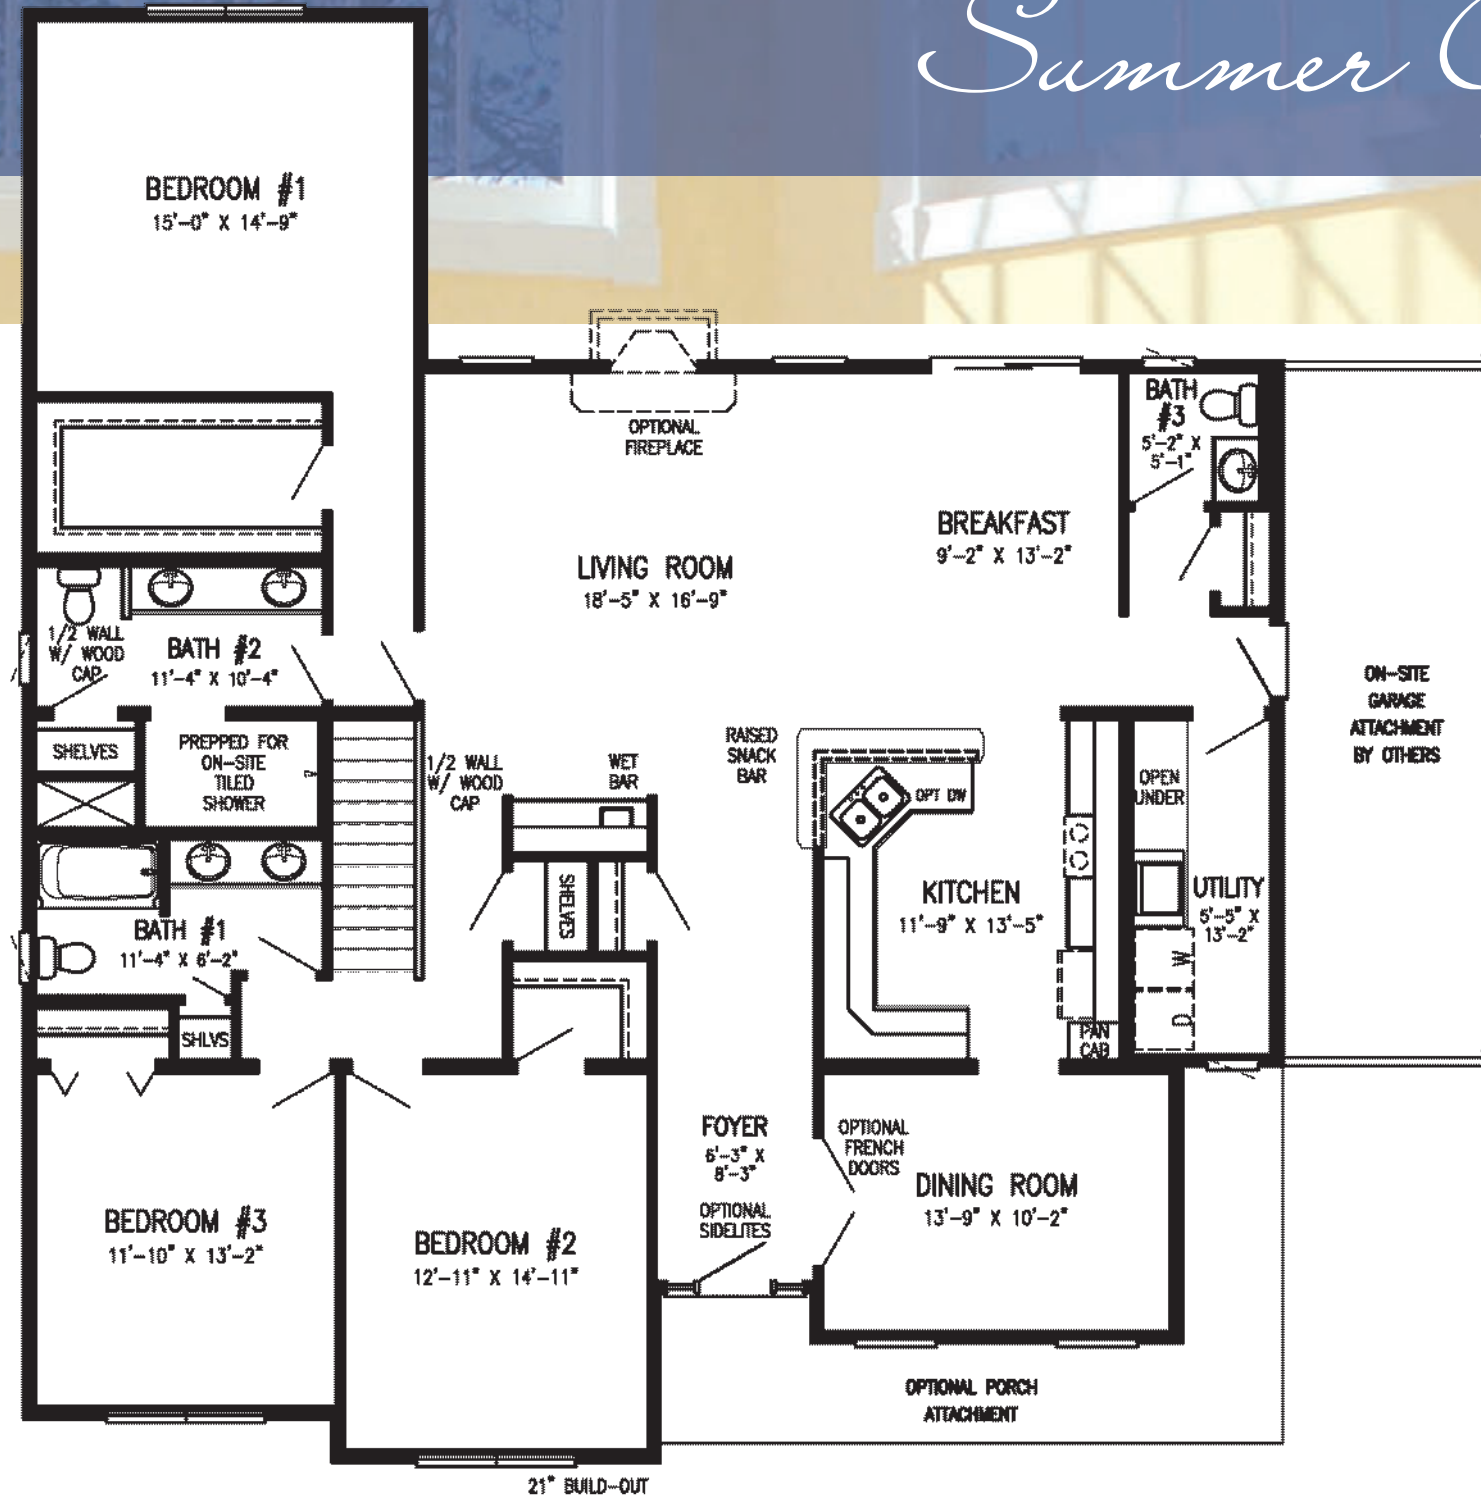 Summer
BEDROOM #1
15'-0" X 14'-9"
OPTIONAL
FIREPLACE
BATH
#3
5'-2" X
5'-1"
LIVING ROOM
18'-5" X 16'-9"
BREAKFAST
9'-2" X 13'-2"
1/2 WALL
W/ WOOD
CAP
BATH #2
11'-4" X 10'-4"
SHELVES
PREPPED FOR
ON-SITE
TILED
SHOWER
1/2 WALL
W/ WOOD
CAP
WET
BAR
RAISED
SNACK
BAR
OPT DW
OPEN
UNDER
ON-SITE
GARAGE
ATTACHMENT
BY OTHERS
SHELVES
KITCHEN
11'-9" X 13'-5"
UTILITY
5'-5" X
13'-2"
W
D
PAN
CAB
BATH #1
11'-4" X 6'-2"
SHLVS
FOYER
6'-3" X
8'-3"
OPTIONAL
SIDELITES
OPTIONAL
FRENCH
DOORS
DINING ROOM
13'-9" X 10'-2"
BEDROOM #3
11'-10" X 13'-2"
BEDROOM #2
12'-11" X 14'-11"
OPTIONAL PORCH
ATTACHMENT
21" BUILD-OUT